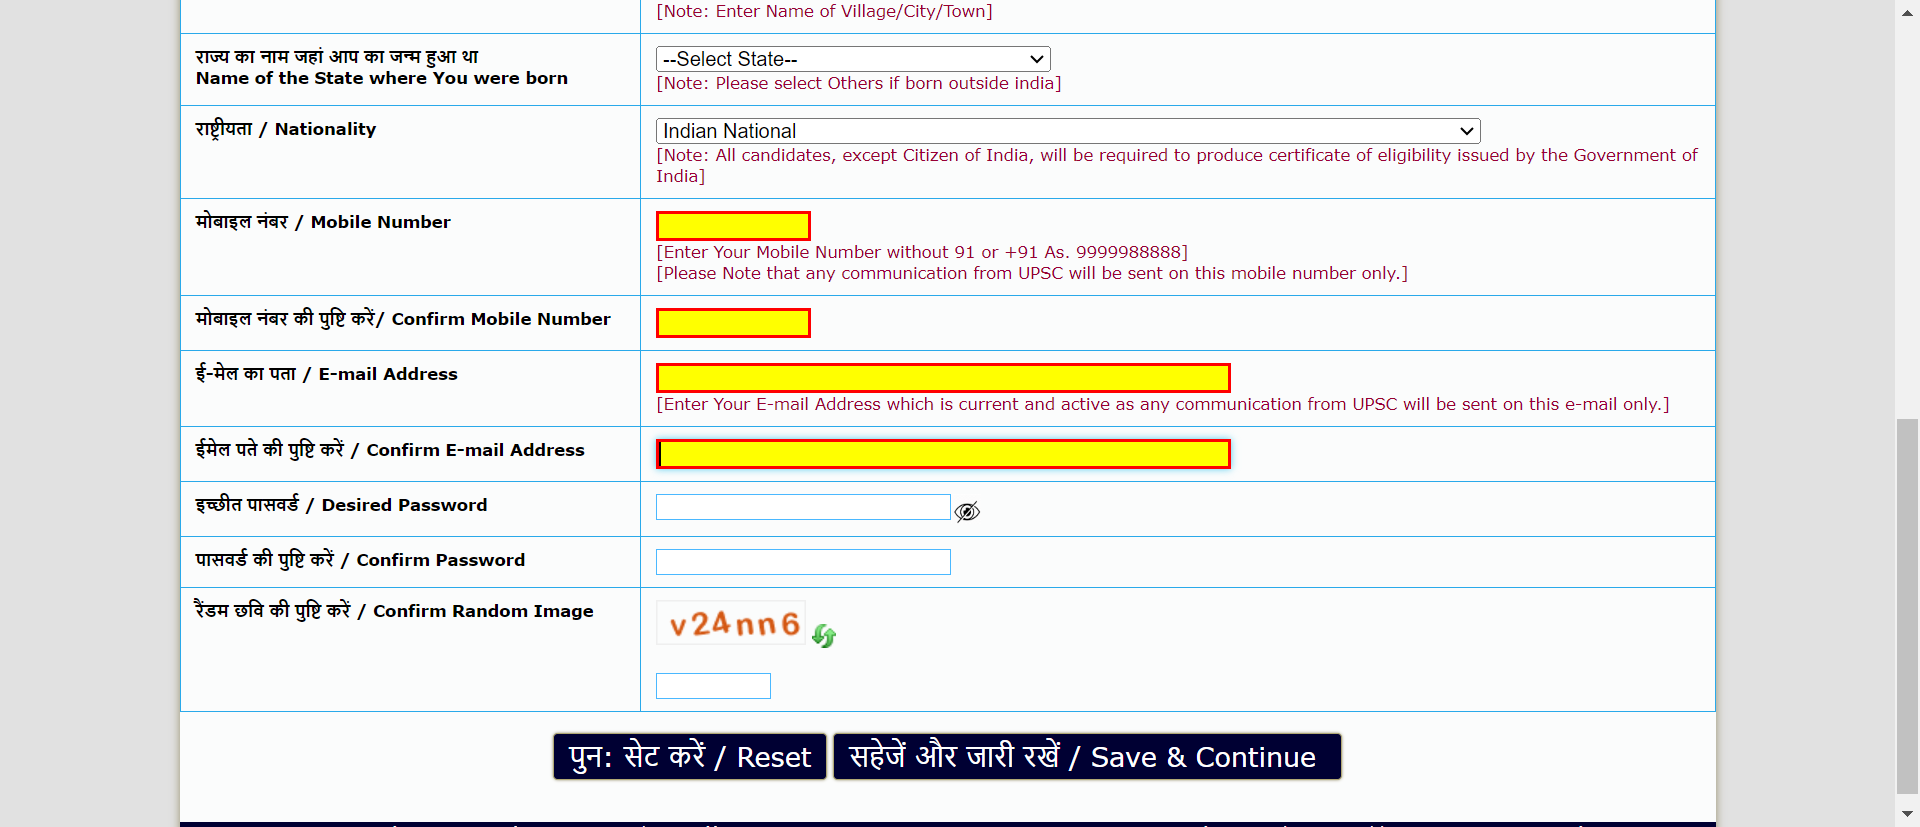 [Note: Enter Name of Village/City/Town]
राज्य का नाम जहां आप का जन्म हुआ था
Name of the State where You were born
--Select State--
[Note: Please select Others if born outside india]
राष्ट्रीयता / Nationality
Indian National
[Note: All candidates, except Citizen of India, will be required to produce certificate of eligibility issued by the Government of
India]
मोबाइल नंबर / Mobile Number
[Enter Your Mobile Number without 91 or +91 As. 9999988888]
[Please Note that any communication from UPSC will be sent on this mobile number only.]
मोबाइल नंबर की पुष्टि करें/ Confirm Mobile Number
ई-मेल का पता / E-mail Address
[Enter Your E-mail Address which is current and active as any communication from UPSC will be sent on this e-mail only.]
ईमेल पते की पुष्टि करें / Confirm E-mail Address
इच्छीत पासवर्ड / Desired Password
पासवर्ड की पुष्टि करें / Confirm Password
रैंडम छवि की पुष्टि करें / Confirm Random Image
v24nn6
पुन: सेट करें / Reset
सहेजें और जारी रखें / Save & Continue